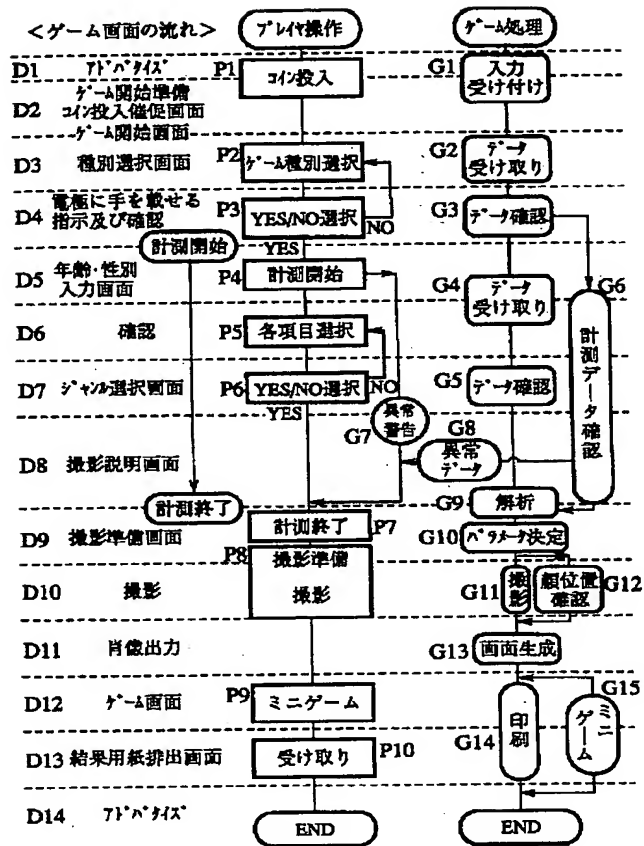 <ゲーム画面の流れ>
プレイヤ操作
ゲーム処理
D1 アドバタイズ
P1 コイン投入
G1 入力
受け付け
D2 ゲーム開始準備
コイン投入催促画面
ゲーム開始画面
D3 種別選択画面
P2 ゲーム種別選択
G2 データ
受け取り
D4 電極に手を載せる
指示及び確認
P3 YES/NO選択
NO
YES
G3 データ確認
計測開始
D5 年齢・性別
入力画面
P4 計測開始
G4 データ
受け取り
G6 計測データ確認
D6 確認
P5 各項目選択
D7 ジャンル選択画面
P6 YES/NO選択
NO
YES
G5 データ確認
G7 異常
警告
G8 異常
データ
D8 撮影説明画面
計測終了
G9 解析
D9 撮影準備画面
計測終了 P7
G10 パラメータ決定
P8 撮影準備
D10 撮影
撮影
G11 撮影
顔位置
確認 G12
D11 肖像出力
G13 画面生成
D12 ゲーム画面
P9 ミニゲーム
G14 印刷
G15 ミニゲーム
D13 結果用紙排出画面
受け取り P10
D14 アドバタイズ
END
END